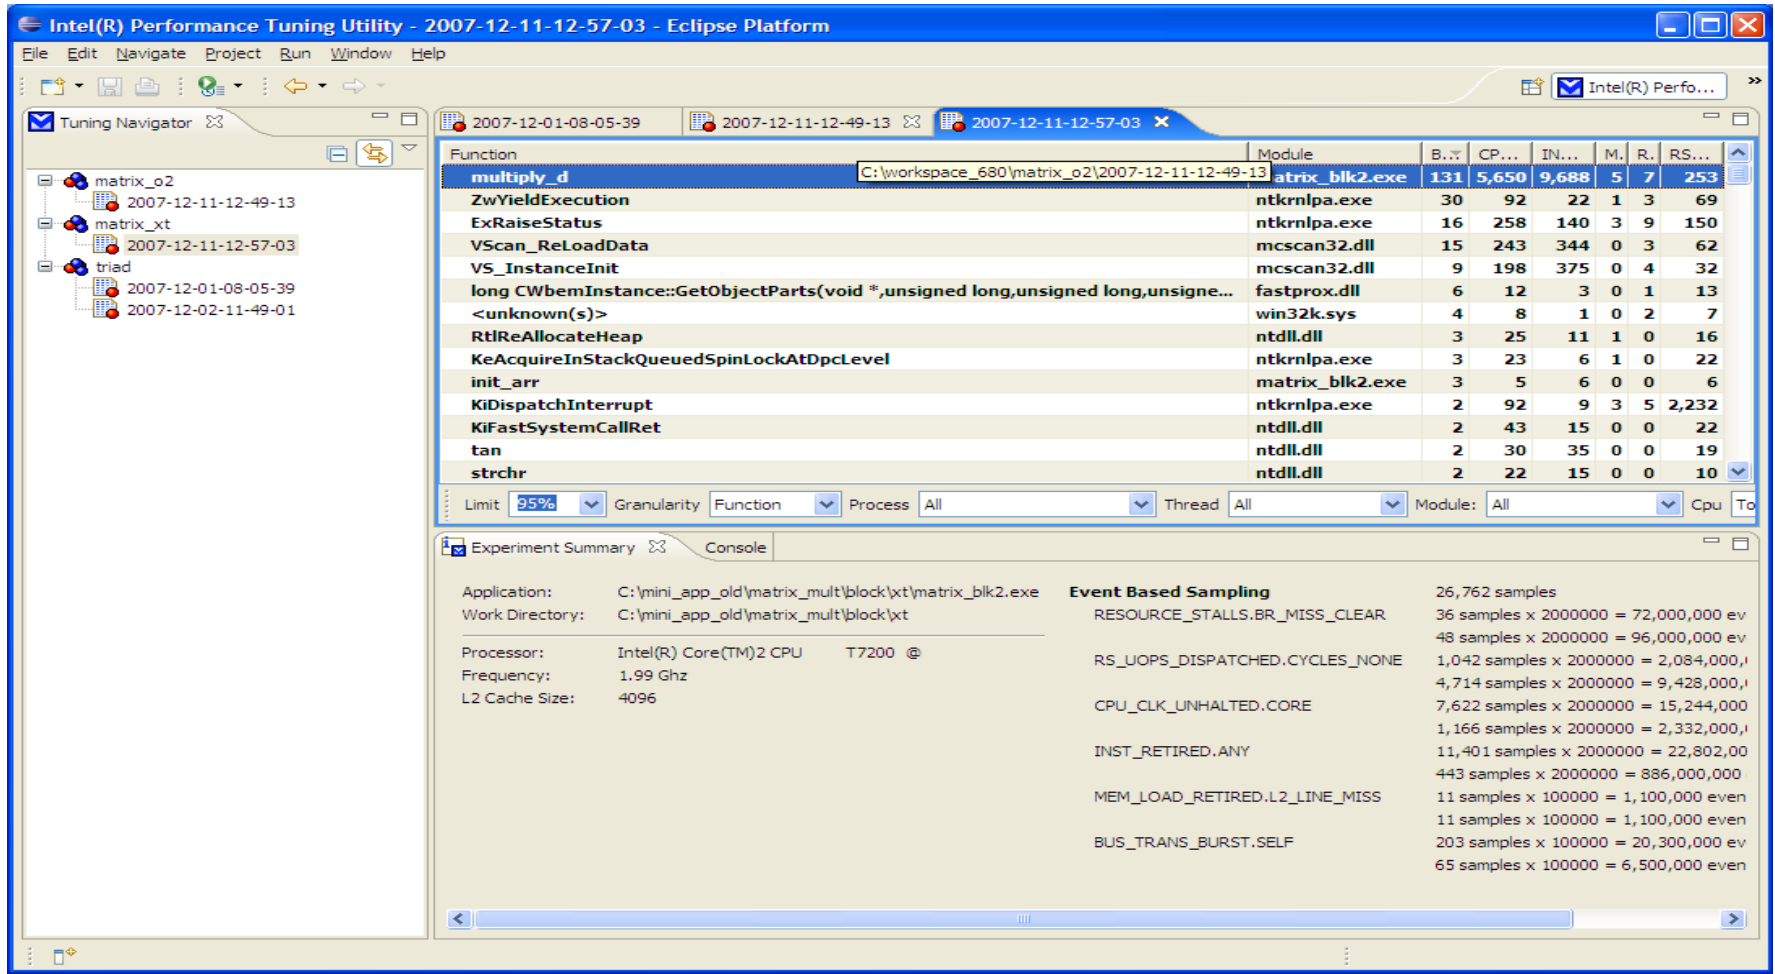 Intel(R) Performance Tuning Utility - 2007-12-11-12-57-03 - Eclipse Platform
File Edit Navigate Project Run Window Help
Intel(R) Perfo... »
Tuning Navigator
matrix_o2
2007-12-11-12-49-13
matrix_xt
2007-12-11-12-57-03
triad
2007-12-01-08-05-39
2007-12-02-11-49-01
2007-12-01-08-05-39 2007-12-11-12-49-13 2007-12-11-12-57-03
Function Module B... CP... IN... M. R. RS...
C:\workspace_680\matrix_o2\2007-12-11-12-49-13
multiply_d atrix_blk2.exe 131 5,650 9,688 5 7 253
ZwYieldExecution ntkrnlpa.exe 30 92 22 1 3 69
ExRaiseStatus ntkrnlpa.exe 16 258 140 3 9 150
VScan_ReLoadData mcscan32.dll 15 243 344 0 3 62
VS_InstanceInit mcscan32.dll 9 198 375 0 4 32
long CWbemInstance::GetObjectParts(void *,unsigned long,unsigned long,unsigne... fastprox.dll 6 12 3 0 1 13
<unknown(s)> win32k.sys 4 8 1 0 2 7
RtlReAllocateHeap ntdll.dll 3 25 11 1 0 16
KeAcquireInStackQueuedSpinLockAtDpcLevel ntkrnlpa.exe 3 23 6 1 0 22
init_arr matrix_blk2.exe 3 5 6 0 0 6
KiDispatchInterrupt ntkrnlpa.exe 2 92 9 3 5 2,232
KiFastSystemCallRet ntdll.dll 2 43 15 0 0 22
tan ntdll.dll 2 30 35 0 0 19
strchr ntdll.dll 2 22 15 0 0 10
Limit 95% Granularity Function Process All Thread All Module: All Cpu To
Experiment Summary Console
Application: C:\mini_app_old\matrix_mult\block\xt\matrix_blk2.exe
Work Directory: C:\mini_app_old\matrix_mult\block\xt
Processor: Intel(R) Core(TM)2 CPU T7200 @
Frequency: 1.99 Ghz
L2 Cache Size: 4096
Event Based Sampling 26,762 samples
RESOURCE_STALLS.BR_MISS_CLEAR 36 samples x 2000000 = 72,000,000 ev
48 samples x 2000000 = 96,000,000 ev
RS_UOPS_DISPATCHED.CYCLES_NONE 1,042 samples x 2000000 = 2,084,000,
4,714 samples x 2000000 = 9,428,000,
CPU_CLK_UNHALTED.CORE 7,622 samples x 2000000 = 15,244,000
1,166 samples x 2000000 = 2,332,000,
INST_RETIRED.ANY 11,401 samples x 2000000 = 22,802,00
443 samples x 2000000 = 886,000,000
MEM_LOAD_RETIRED.L2_LINE_MISS 11 samples x 100000 = 1,100,000 even
11 samples x 100000 = 1,100,000 even
BUS_TRANS_BURST.SELF 203 samples x 100000 = 20,300,000 ev
65 samples x 100000 = 6,500,000 even